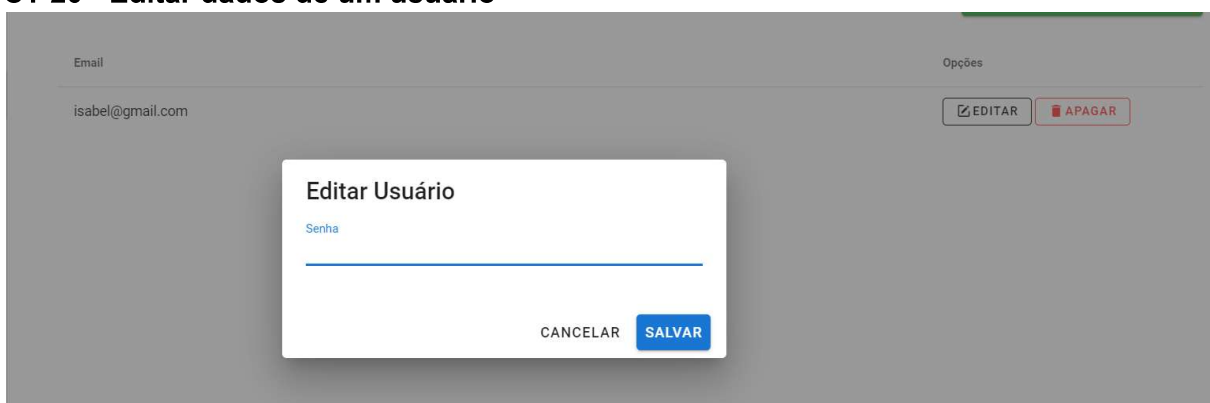 Editar dados de um usuário
Email Opções
isabel@gmail.com EDITAR APAGAR
Editar Usuário
Senha
CANCELAR SALVAR